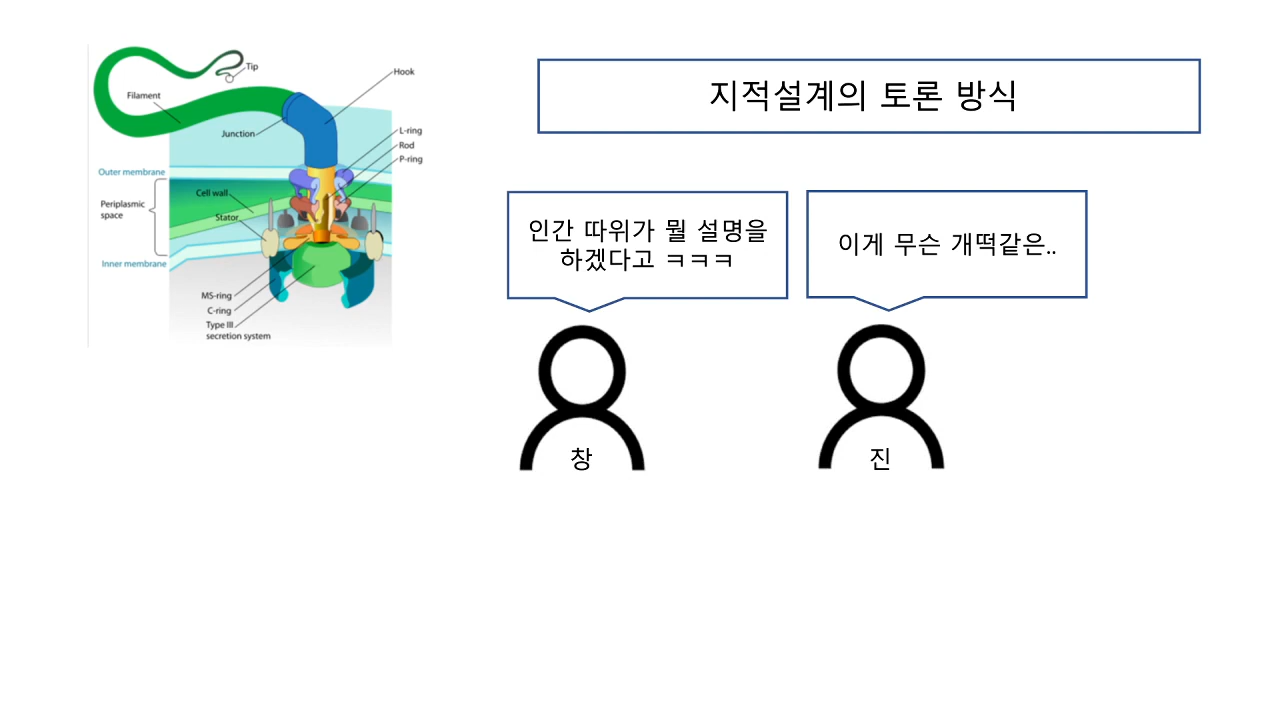 Tip
Hook
Filament
Junction
L-ring
Rod
P-ring
Outer membrane
Cell wall
Periplasmic
space
Stator
Inner membrane
MS-ring
C-ring
Type III
secretion system
지적설계의 토론 방식
인간 따위가 뭘 설명을
하겠다고 ㅋㅋㅋ
이게 무슨 개떡같은..
창
진